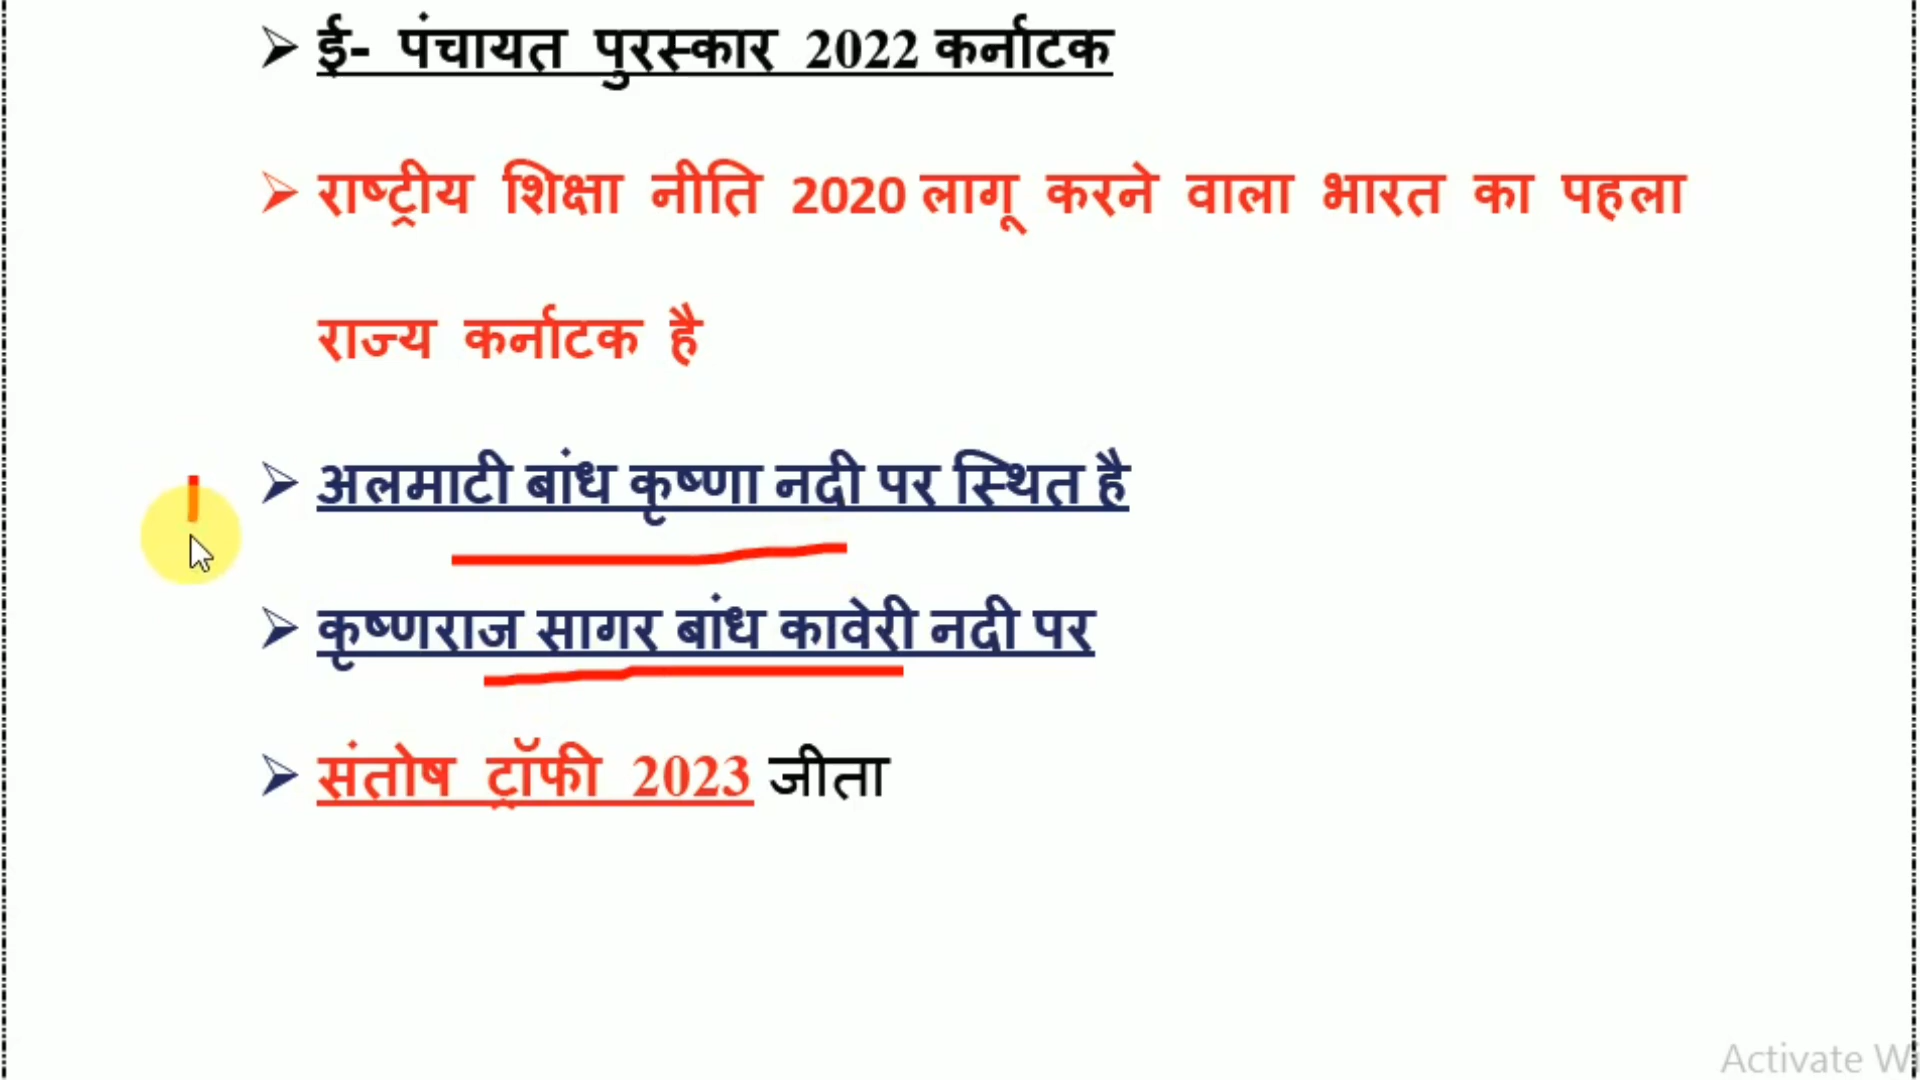 ➢ ई- पंचायत पुरस्कार 2022 कर्नाटक
➢ राष्ट्रीय शिक्षा नीति 2020 लागू करने वाला भारत का पहला
राज्य कर्नाटक है
➢ अलमाटी बांध कृष्णा नदी पर स्थित है
➢ कृष्णराज सागर बांध कावेरी नदी पर
➢ संतोष ट्रॉफी 2023 जीता
Activate Wi